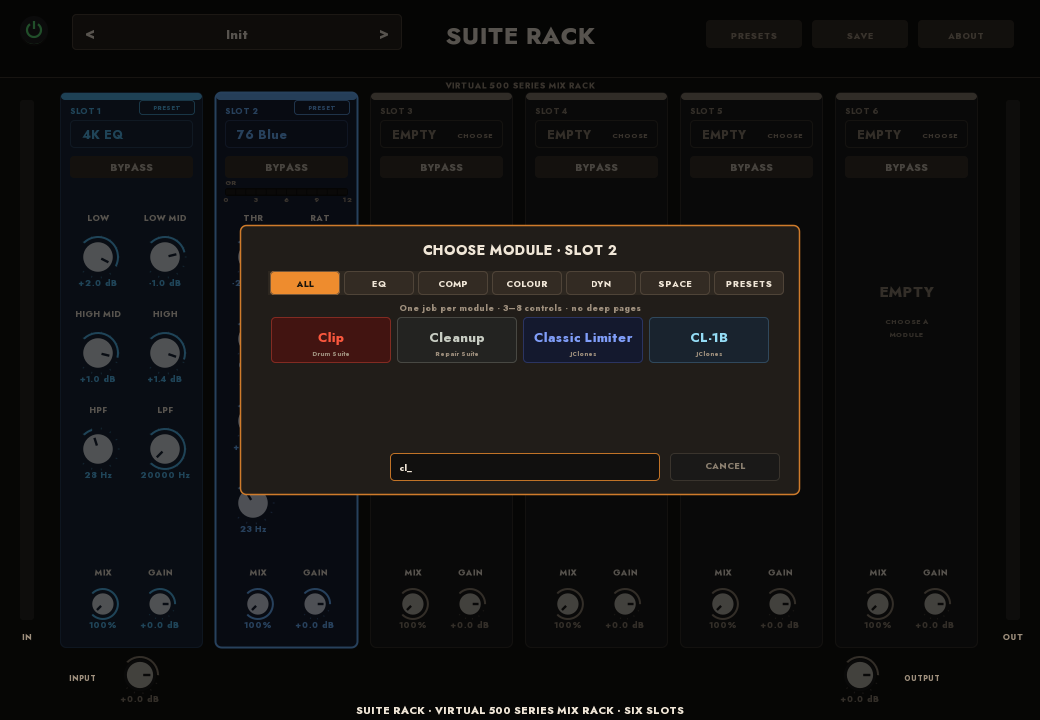 < Init >
SUITE RACK
PRESETS SAVE ABOUT
VIRTUAL 500 SERIES MIX RACK
SLOT 1 PRESET SLOT 2 PRESET SLOT 3 SLOT 4 SLOT 5 SLOT 6
4K EQ 76 Blue EMPTY CHOOSE EMPTY CHOOSE EMPTY CHOOSE EMPTY CHOOSE
BYPASS BYPASS BYPASS BYPASS BYPASS BYPASS
GR
0 3 6 9 12
LOW LOW MID THR RAT
CHOOSE MODULE · SLOT 2
ALL EQ COMP COLOUR DYN SPACE PRESETS
+2.0 dB -1.0 dB
One job per module · 3–8 controls · no deep pages
HIGH MID HIGH
Clip Cleanup Classic Limiter CL-1B
Drum Suite Repair Suite JClones JClones
EMPTY
CHOOSE A
MODULE
+1.0 dB +1.4 dB
HPF LPF
28 Hz 20000 Hz
cl_
CANCEL
23 Hz
MIX GAIN MIX GAIN MIX GAIN MIX GAIN MIX GAIN MIX GAIN
100% +0.0 dB 100% +0.0 dB 100% +0.0 dB 100% +0.0 dB 100% +0.0 dB 100% +0.0 dB
IN OUT
INPUT OUTPUT
+0.0 dB +0.0 dB
SUITE RACK · VIRTUAL 500 SERIES MIX RACK · SIX SLOTS